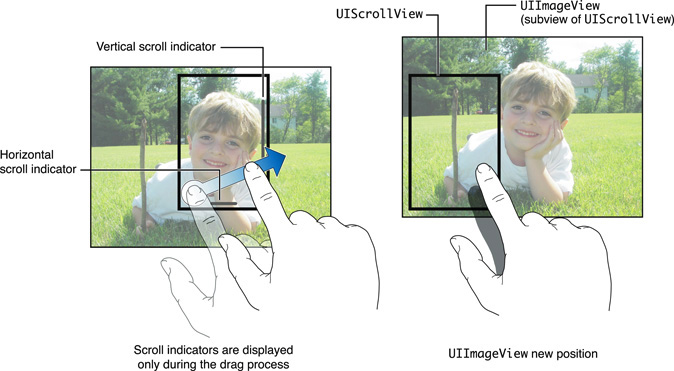 Vertical scroll indicator
Horizontal
scroll indicator
Scroll indicators are displayed
only during the drag process
UIScrollView
UIImageView
(subview of UIScrollView)
UIImageView new position